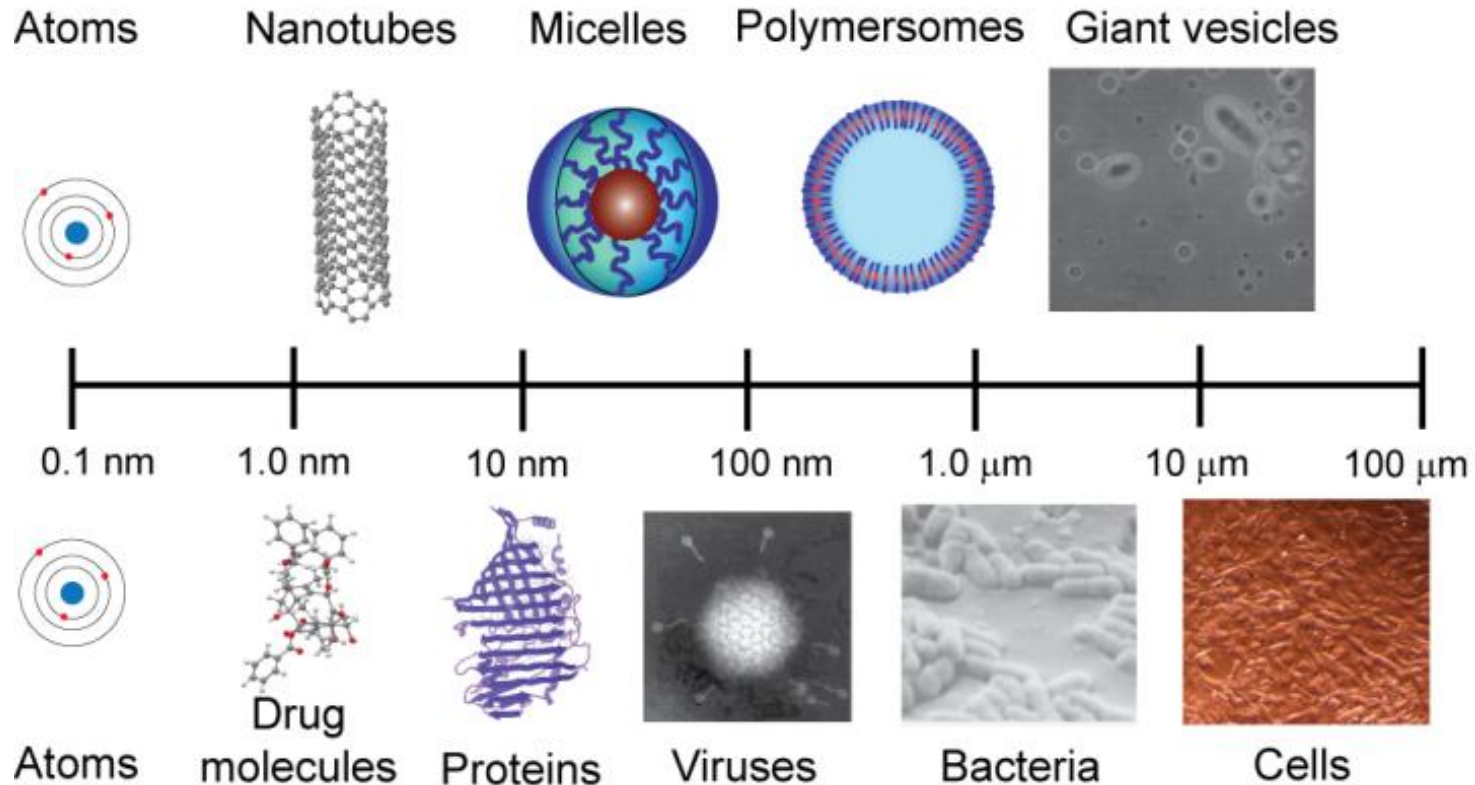 Atoms Nanotubes Micelles Polymersomes Giant vesicles
0.1 nm 1.0 nm 10 nm 100 nm 1.0 μm 10 μm 100 μm
Drug
Atoms molecules Proteins Viruses Bacteria Cells